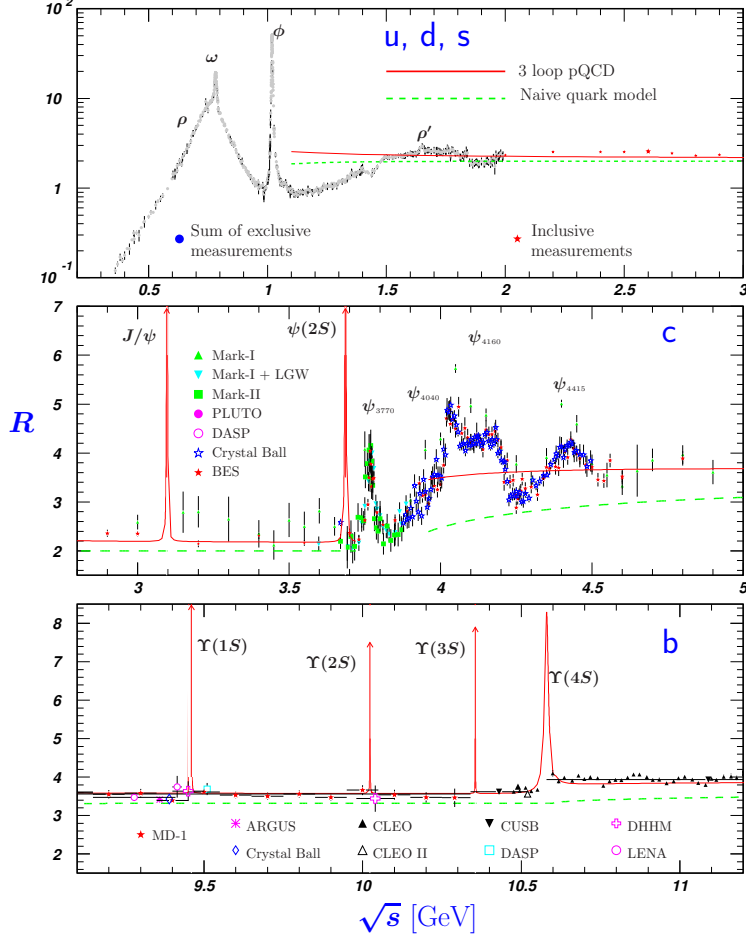 10²
u, d, s
ϕ
ω
3 loop pQCD
Naive quark model
ρ
10
ρ′
1
Sum of exclusive measurements
Inclusive measurements
10⁻¹
0.5 1 1.5 2 2.5 3
7
J/ψ
ψ(2S)
c
ψ₄₁₆₀
6
Mark-I
Mark-I + LGW
Mark-II
PLUTO
DASP
Crystal Ball
BES
ψ₃₇₇₀
ψ₄₀₄₀
ψ₄₄₁₅
5
R
4
3
2
3 3.5 4 4.5 5
8
Υ(1S)
Υ(2S)
Υ(3S)
Υ(4S)
b
7
6
5
4
3
2
MD-1
ARGUS
CLEO
CUSB
DHHM
Crystal Ball
CLEO II
DASP
LENA
9.5 10 10.5 11
√s [GeV]